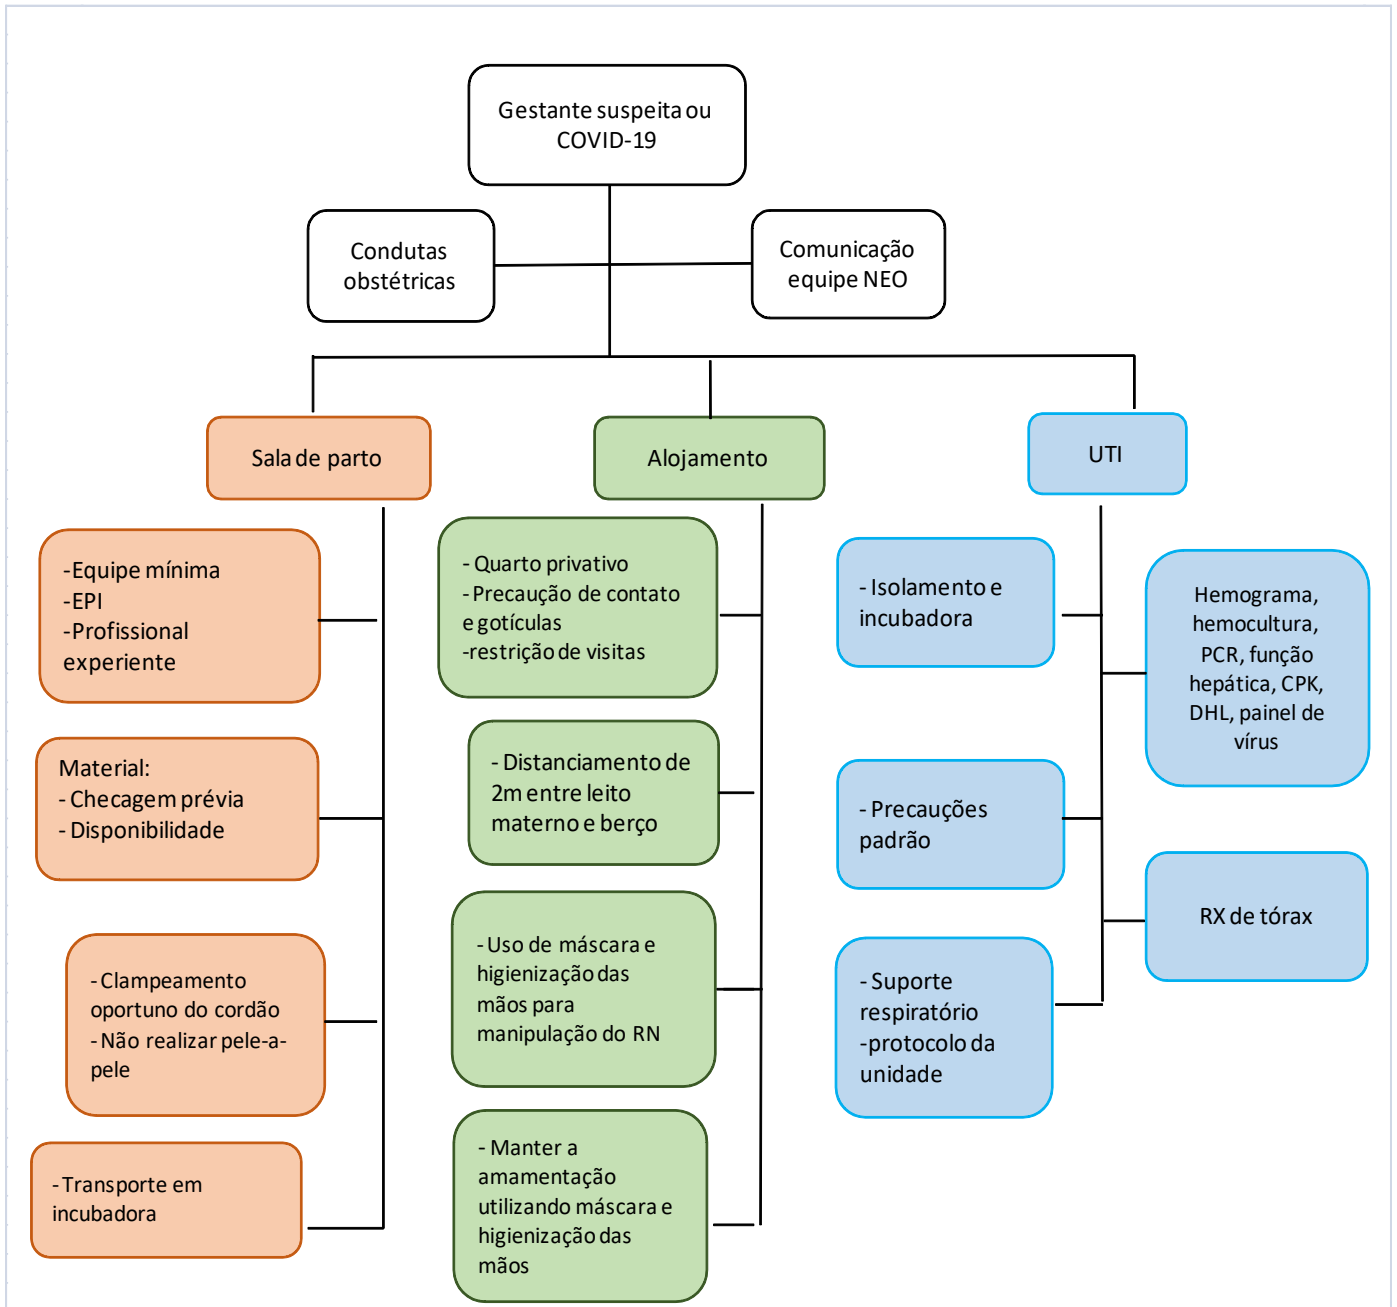 Gestante suspeita ou
COVID-19
Condutas
obstétricas
Comunicação
equipe NEO
Sala de parto
-Equipe mínima
-EPI
-Profissional
experiente
Material:
- Checagem prévia
- Disponibilidade
- Clampeamento
oportuno do cordão
- Não realizar pele-a-
pele
- Transporte em
incubadora
Alojamento
- Quarto privativo
- Precaução de contato
e gotículas
-restrição de visitas
- Distanciamento de
2m entre leito
materno e berço
- Uso de máscara e
higienização das
mãos para
manipulação do RN
- Manter a
amamentação
utilizando máscara e
higienização das
mãos
UTI
- Isolamento e
incubadora
- Precauções
padrão
- Suporte
respiratório
-protocolo da
unidade
Hemograma,
hemocultura,
PCR, função
hepática, CPK,
DHL, painel de
vírus
RX de tórax